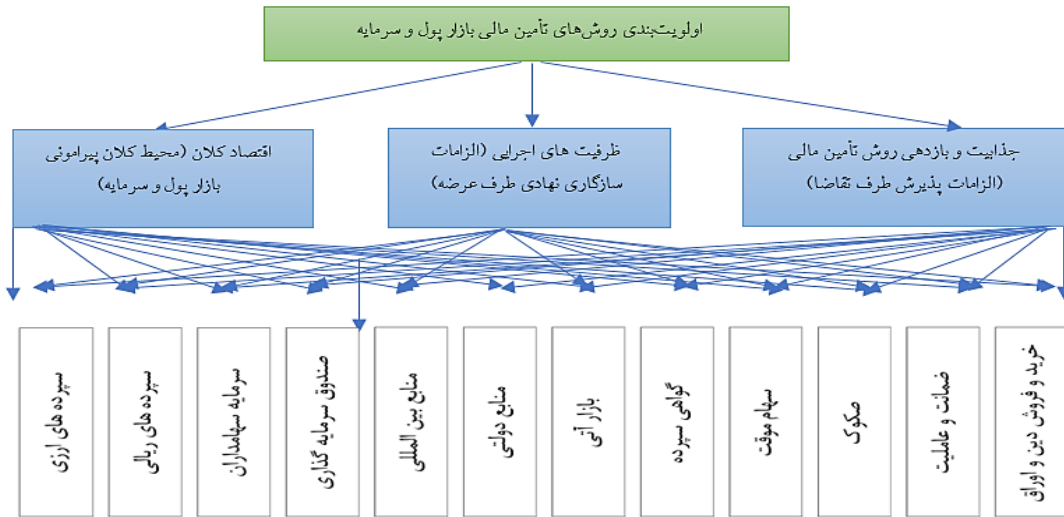 اولویت‌بندی روش‌های تأمین مالی بازار پول و سرمایه
جذابیت و بازدهی روش تأمین مالی
(الزامات پذیرش طرف تقاضا)
ظرفیت های اجرایی (الزامات
سازگاری نهادی طرف عرضه)
اقتصاد کلان (محیط کلان پیرامونی
بازار پول و سرمایه)
خرید و فروش دین و اوراق
ضمانت و عاملیت
صکوک
سهام موقت
گواهی سپرده
بازار آتی
منابع دولتی
منابع بین المللی
صندوق سرمایه گذاری
سرمایه سهامداران
سپرده های ریالی
سپرده های ارزی